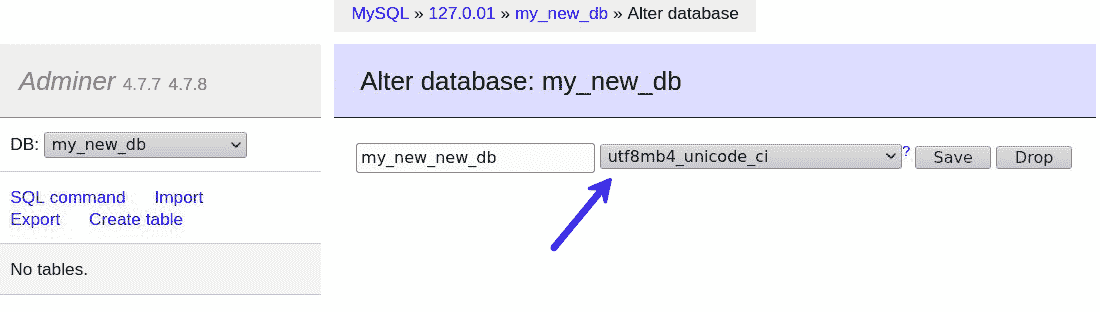 MySQL » 127.0.01 » my_new_db » Alter database
Adminer 4.7.7 4.7.8
Alter database: my_new_db
DB: my_new_db
my_new_new_db utf8mb4_unicode_ci ? Save Drop
SQL command Import
Export Create table
No tables.